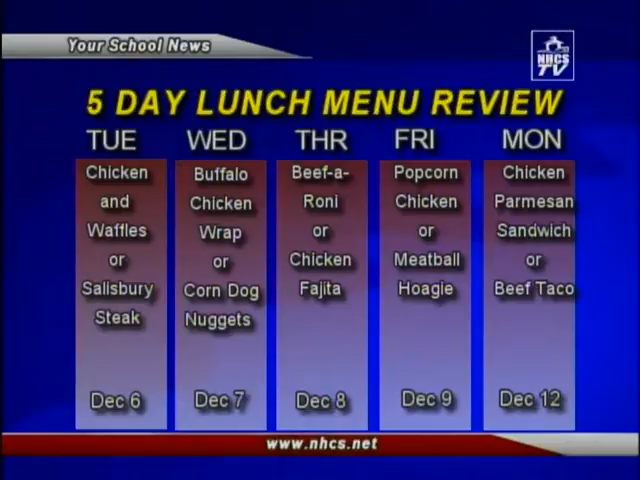 Your School News
NHCS
TV
5 DAY LUNCH MENU REVIEW
TUE
Chicken
and
Waffles
or
Salisbury
Steak
Dec 6
WED
Buffalo
Chicken
Wrap
or
Corn Dog
Nuggets
Dec 7
THR
Beef-a-
Roni
or
Chicken
Fajita
Dec 8
FRI
Popcorn
Chicken
or
Meatball
Hoagie
Dec 9
MON
Chicken
Parmesan
Sandwich
or
Beef Taco
Dec 12
www.nhcs.net